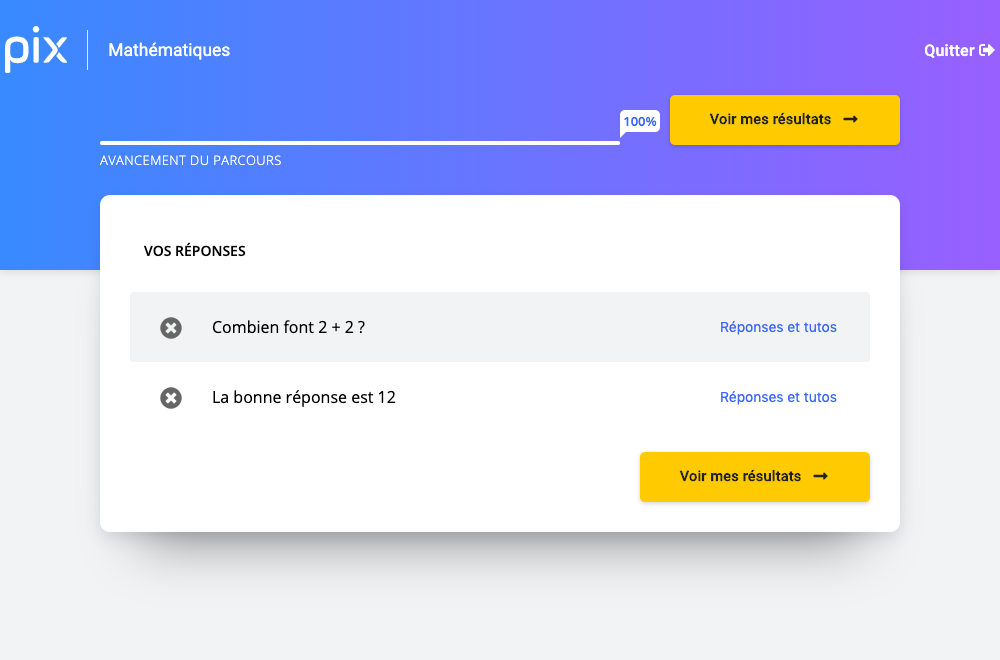 pix
Mathématiques
Quitter
100%
Voir mes résultats
AVANCEMENT DU PARCOURS
VOS RÉPONSES
Combien font 2 + 2 ?
Réponses et tutos
La bonne réponse est 12
Réponses et tutos
Voir mes résultats